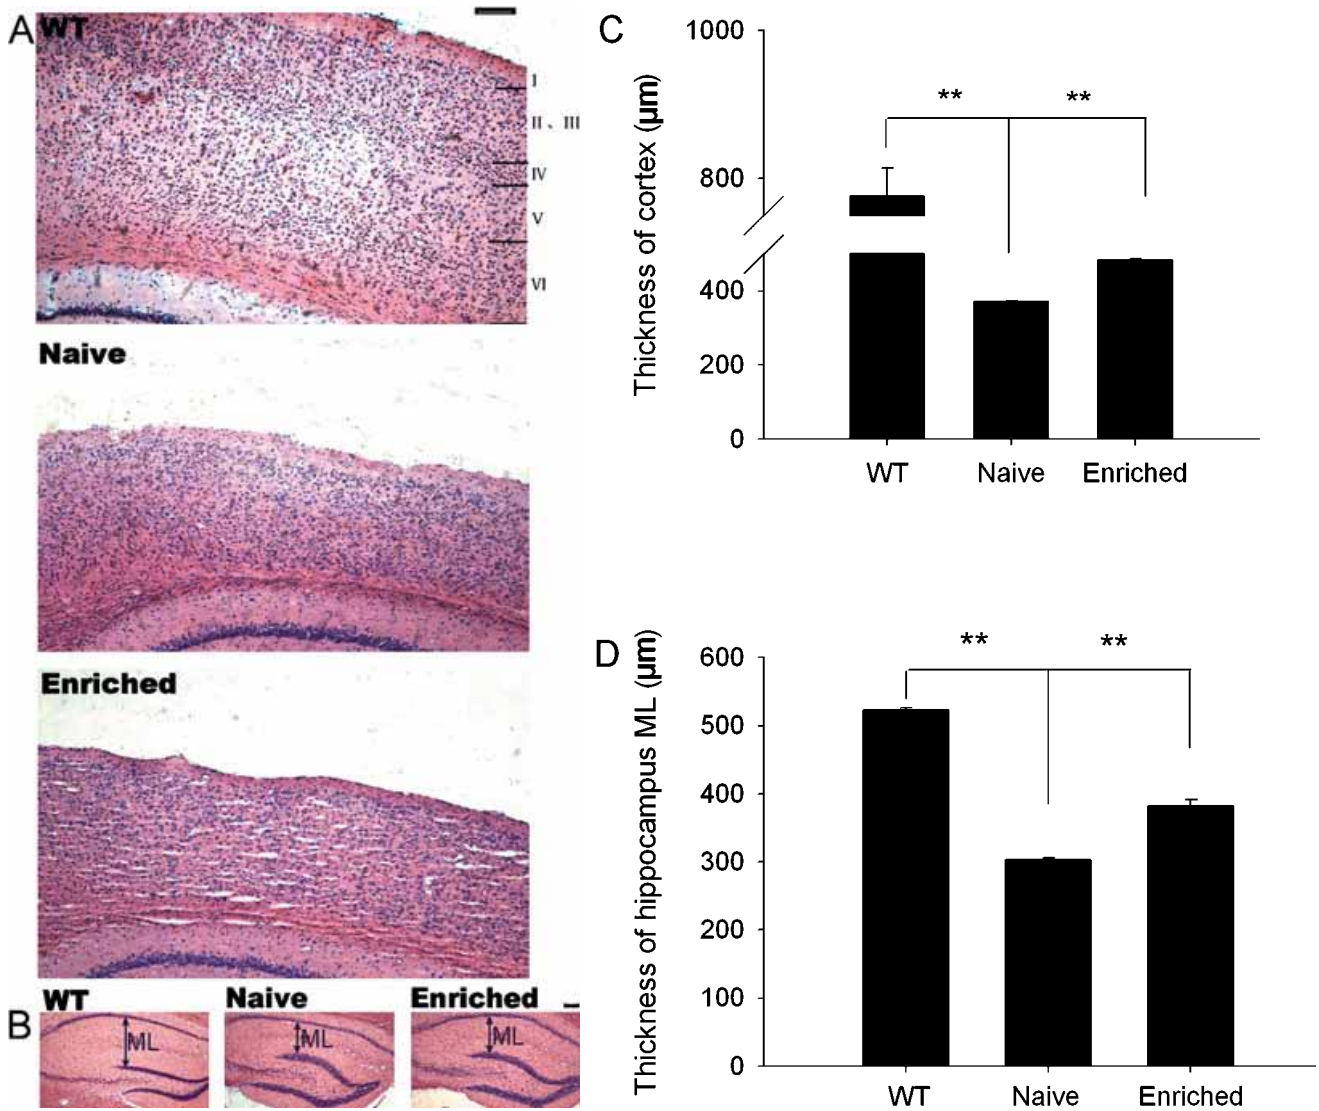 A WT
I
II、III
IV
V
VI
Naive
Enriched
B
WT Naive Enriched
ML ML ML
C
Thickness of cortex (μm)
1000
800
400
200
0
** **
WT Naive Enriched
D
Thickness of hippocampus ML (μm)
600
500
400
300
200
100
0
** **
WT Naive Enriched